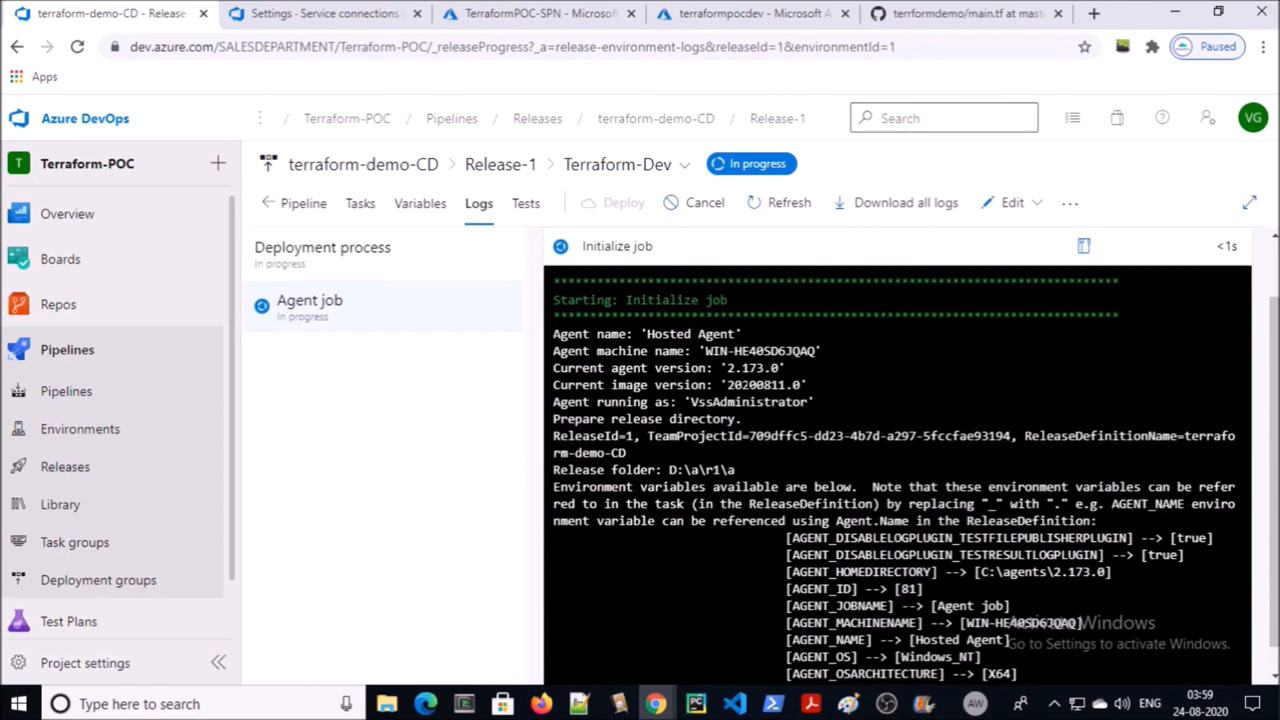 terraform-demo-CD - Release-
Settings · Service connections (
TerraformPOC-SPN - Microsof
terraformpocdev - Microsoft A
terrformdemo/main.tf at mast
dev.azure.com/SALESDEPARTMENT/Terraform-POC/_releaseProgress?_a=release-environment-logs&releaseId=1&environmentId=1
Paused
Apps
Azure DevOps
/ Terraform-POC / Pipelines / Releases / terraform-demo-CD / Release-1
Search
VG
T
Terraform-POC
terraform-demo-CD > Release-1 > Terraform-Dev
In progress
Overview
Boards
Repos
Pipelines
Pipelines
Environments
Releases
Library
Task groups
Deployment groups
Test Plans
Project settings
Pipeline
Tasks
Variables
Logs
Tests
Deploy
Cancel
Refresh
Download all logs
Edit
Deployment process
In progress
Agent job
In progress
Initialize job
<1s
Starting: Initialize job
Agent name: 'Hosted Agent'
Agent machine name: 'WIN-HE40SD6JQAQ'
Current agent version: '2.173.0'
Current image version: '20200811.0'
Agent running as: 'VssAdministrator'
Prepare release directory.
ReleaseId=1, TeamProjectId=709dffc5-dd23-4b7d-a297-5fccfae93194, ReleaseDefinitionName=terrafo
rm-demo-CD
Release folder: D:\a\r1\a
Environment variables available are below.  Note that these environment variables can be refer
red to in the task (in the ReleaseDefinition) by replacing "_" with "." e.g. AGENT_NAME enviro
nment variable can be referenced using Agent.Name in the ReleaseDefinition:
[AGENT_DISABLELOGPLUGIN_TESTFILEPUBLISHERPLUGIN] --> [true]
[AGENT_DISABLELOGPLUGIN_TESTRESULTLOGPLUGIN] --> [true]
[AGENT_HOMEDIRECTORY] --> [C:\agents\2.173.0]
[AGENT_ID] --> [81]
[AGENT_JOBNAME] --> [Agent job]
[AGENT_MACHINENAME] --> [WIN-HE40SD6JQAQ]
[AGENT_NAME] --> [Hosted Agent]
[AGENT_OS] --> [Windows_NT]
[AGENT_OSARCHITECTURE] --> [X64]
Activate Windows
Go to Settings to activate Windows.
Type here to search
AW
ENG
03:59
24-08-2020